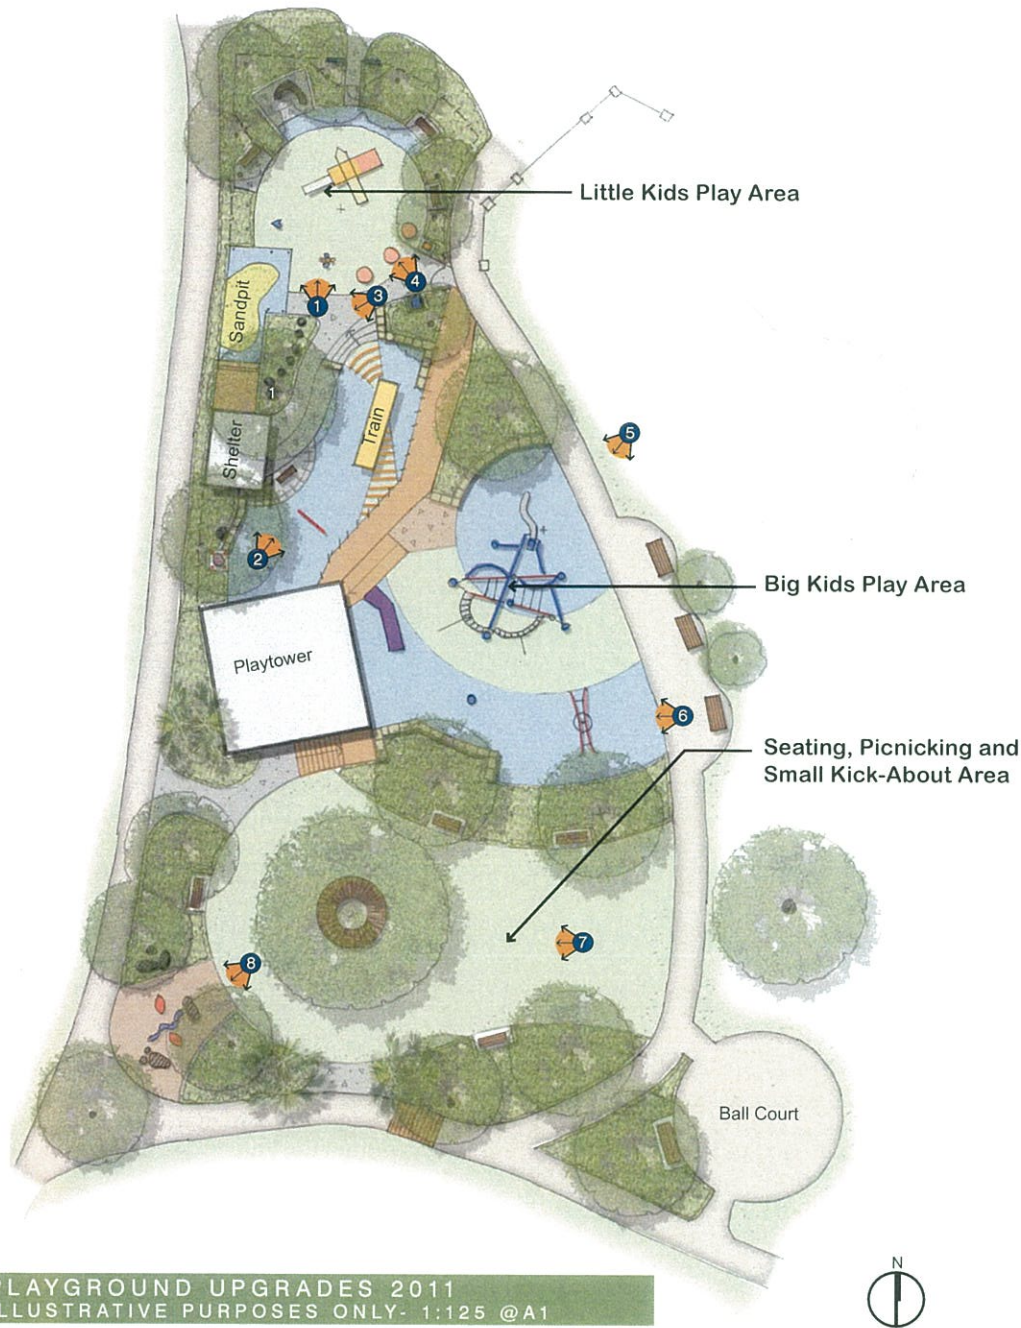 Little Kids Play Area
Sandpit
1
3
4
1
Train
Shelter
5
2
Big Kids Play Area
Playtower
6
Seating, Picnicking and
Small Kick-About Area
7
8
Ball Court
N
PLAYGROUND UPGRADES 2011
ILLUSTRATIVE PURPOSES ONLY- 1:125 @A1